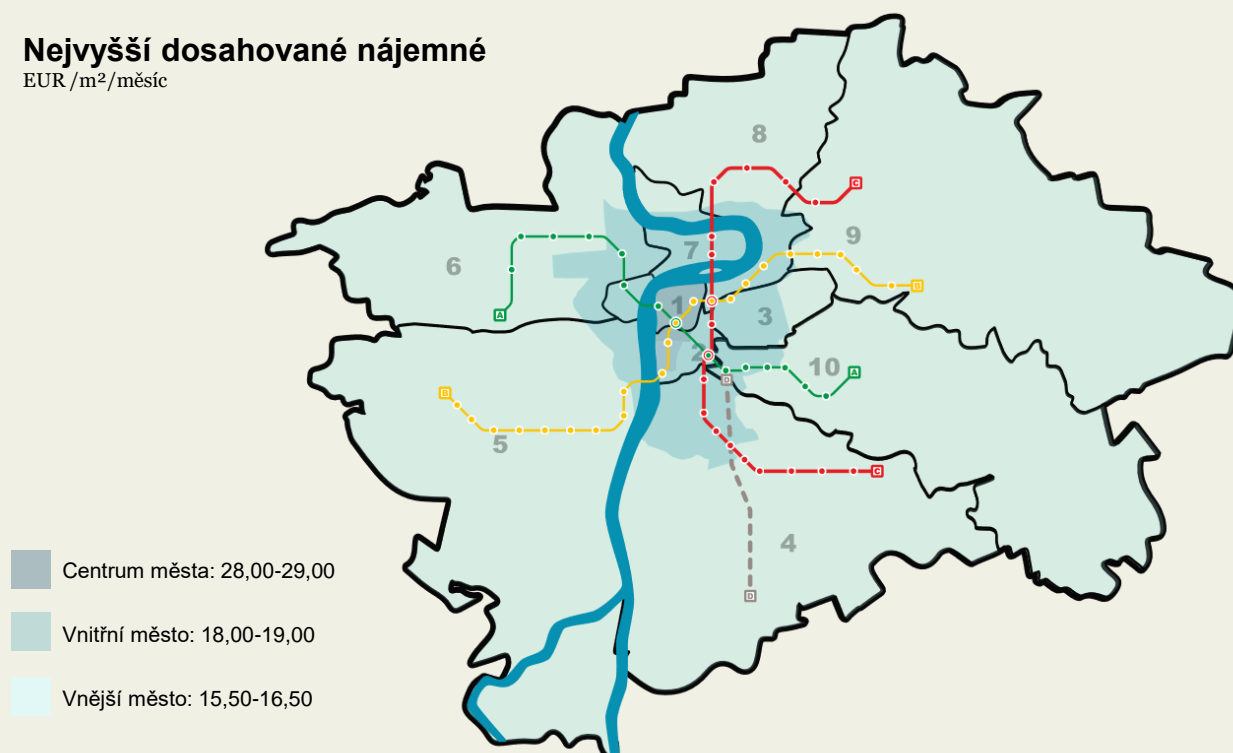 Nejvyšší dosahované nájemné
EUR/m²/měsíc
8
C
9
7
6
B
A
1
3
2
10
A
D
B
5
C
4
D
Centrum města: 28,00-29,00
Vnitřní město: 18,00-19,00
Vnější město: 15,50-16,50